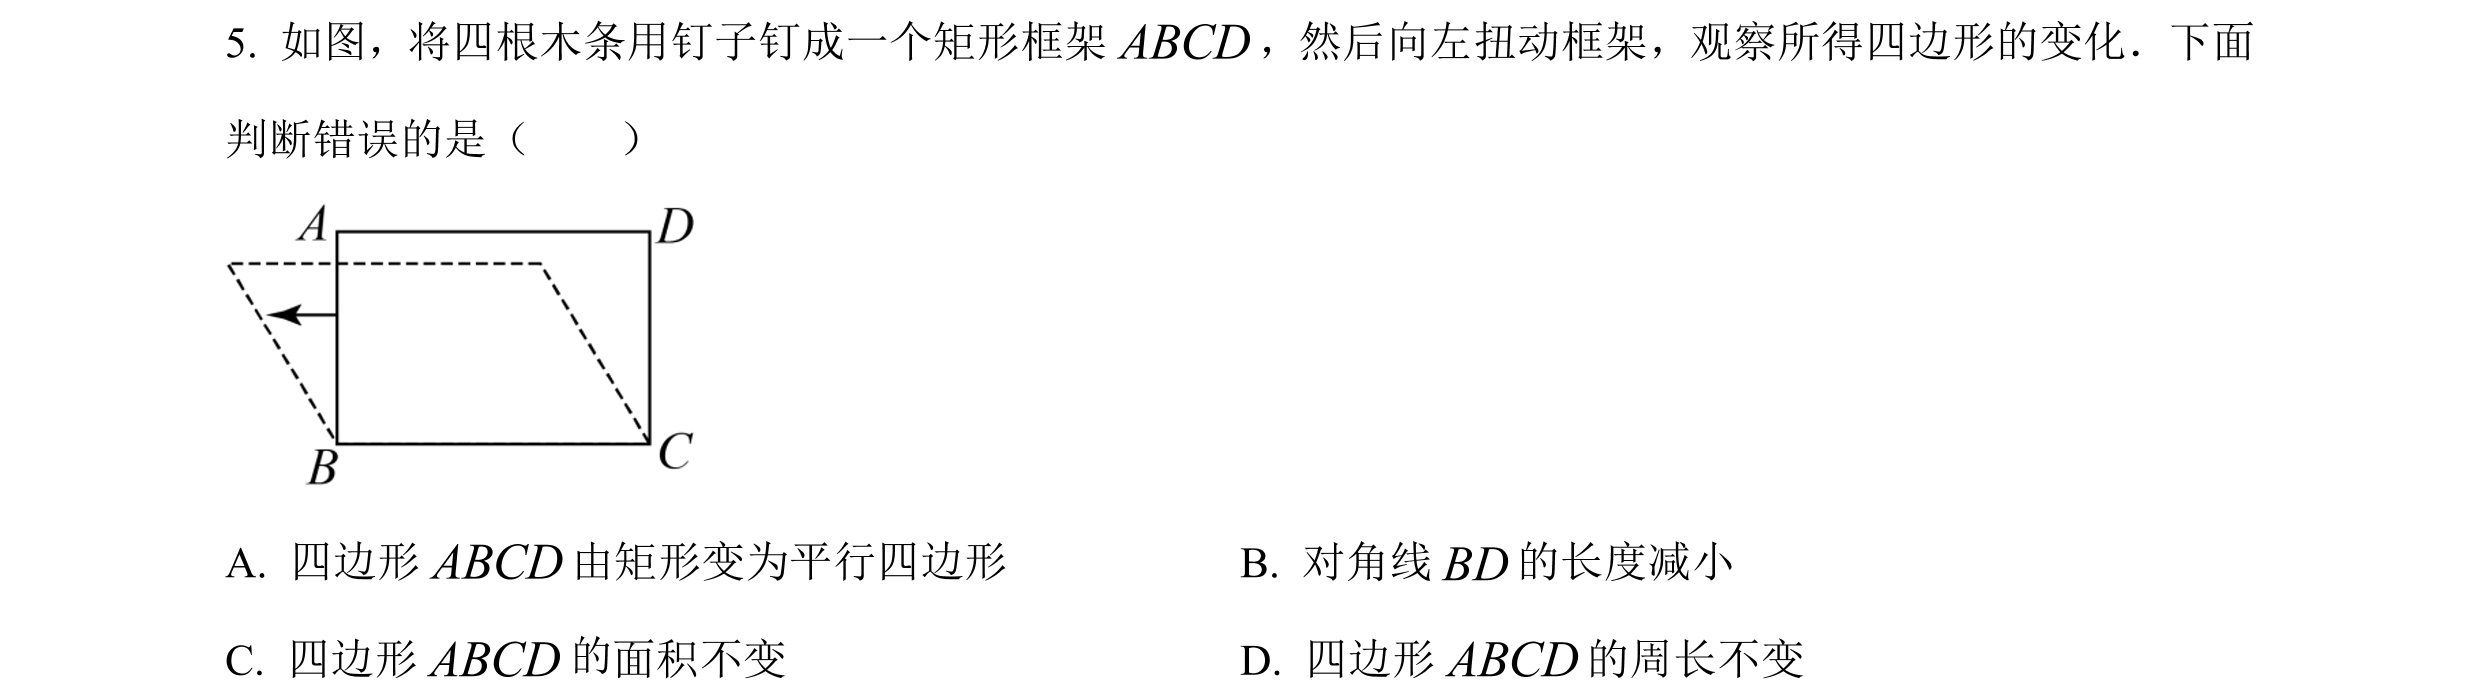 5. 如图，将四根木条用钉子钉成一个矩形框架 ABCD，然后向左扭动框架，观察所得四边形的变化．下面
判断错误的是（　　）
A
D
B
C
A. 四边形 ABCD 由矩形变为平行四边形
B. 对角线 BD 的长度减小
C. 四边形 ABCD 的面积不变
D. 四边形 ABCD 的周长不变